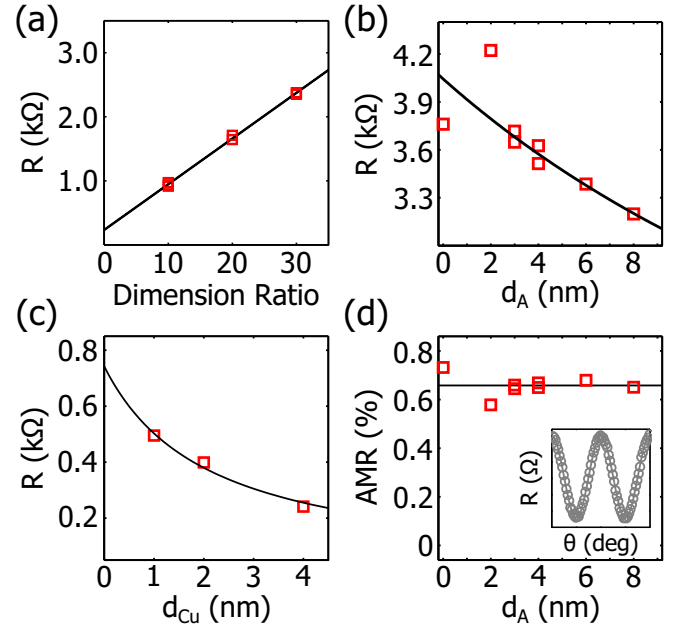 (a)
3.0
2.0
1.0
R (kΩ)
0 10 20 30
Dimension Ratio
(b)
4.2
3.9
3.6
3.3
R (kΩ)
0 2 4 6 8
d_A (nm)
(c)
0.8
0.6
0.4
0.2
R (kΩ)
0 1 2 3 4
d_Cu (nm)
(d)
0.8
0.6
0.4
0.2
0
AMR (%)
R (Ω)
θ (deg)
0 2 4 6 8
d_A (nm)